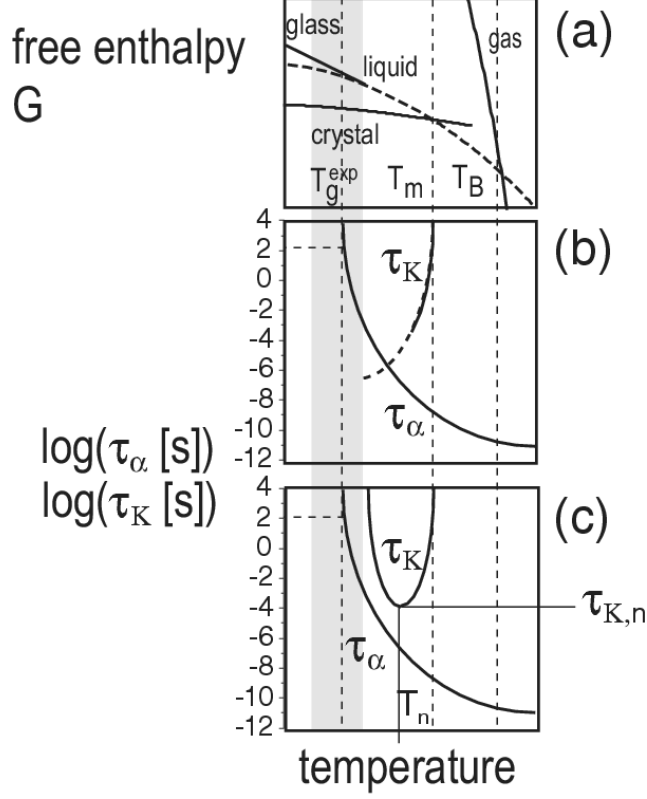 free enthalpy
G
glass
liquid
gas
crystal
T_g^exp T_m T_B
(a)
4
2
0
-2
-4
-6
-8
-10
-12
τ_K
τ_α
(b)
log(τ_α [s])
log(τ_K [s])
4
2
0
-2
-4
-6
-8
-10
-12
τ_K
τ_α
T_n
(c)
τ_K,n
temperature